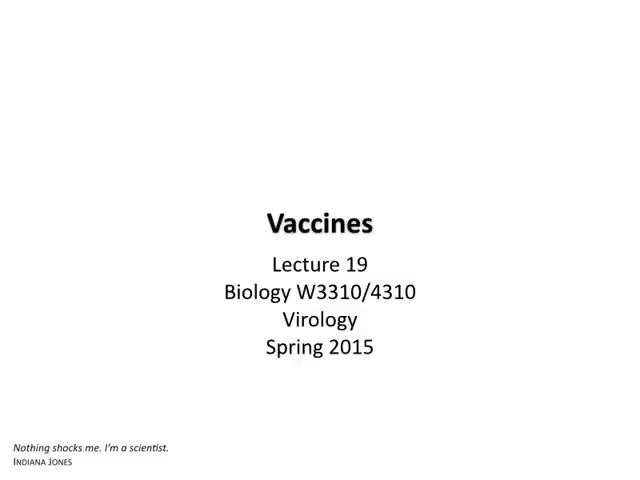 Vaccines
Lecture 19
Biology W3310/4310
Virology
Spring 2015
Nothing shocks me. I'm a scientist.
INDIANA JONES